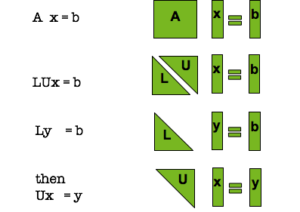 A x = b A x = b
LUx = b L U x = b
Ly = b L y = b
then
Ux = y U x = y